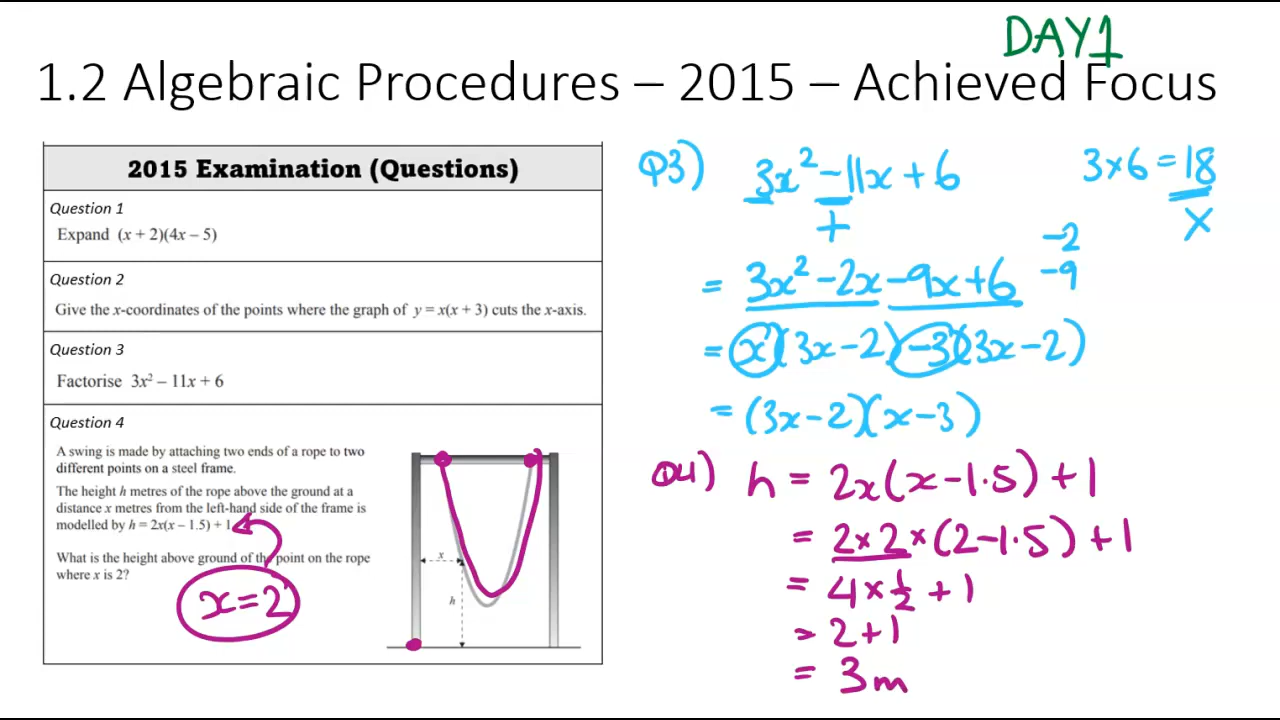 DAY1
1.2 Algebraic Procedures – 2015 – Achieved Focus
2015 Examination (Questions)
Question 1
Expand (x + 2)(4x – 5)
Question 2
Give the x-coordinates of the points where the graph of y = x(x + 3) cuts the x-axis.
Question 3
Factorise 3x² – 11x + 6
Question 4
A swing is made by attaching two ends of a rope to two
different points on a steel frame.
The height h metres of the rope above the ground at a
distance x metres from the left-hand side of the frame is
modelled by h = 2x(x – 1.5) + 1
What is the height above ground of the point on the rope
where x is 2?
x=2
x
h
Q3) 3x² -11x + 6
3×6 = 18
+
×
-2
-9
= 3x² -2x -9x +6
= x(3x-2) -3(3x-2)
= (3x-2)(x-3)
Q4) h = 2x(x-1.5) + 1
= 2×2×(2-1.5) + 1
= 4×½ + 1
= 2+1
= 3m